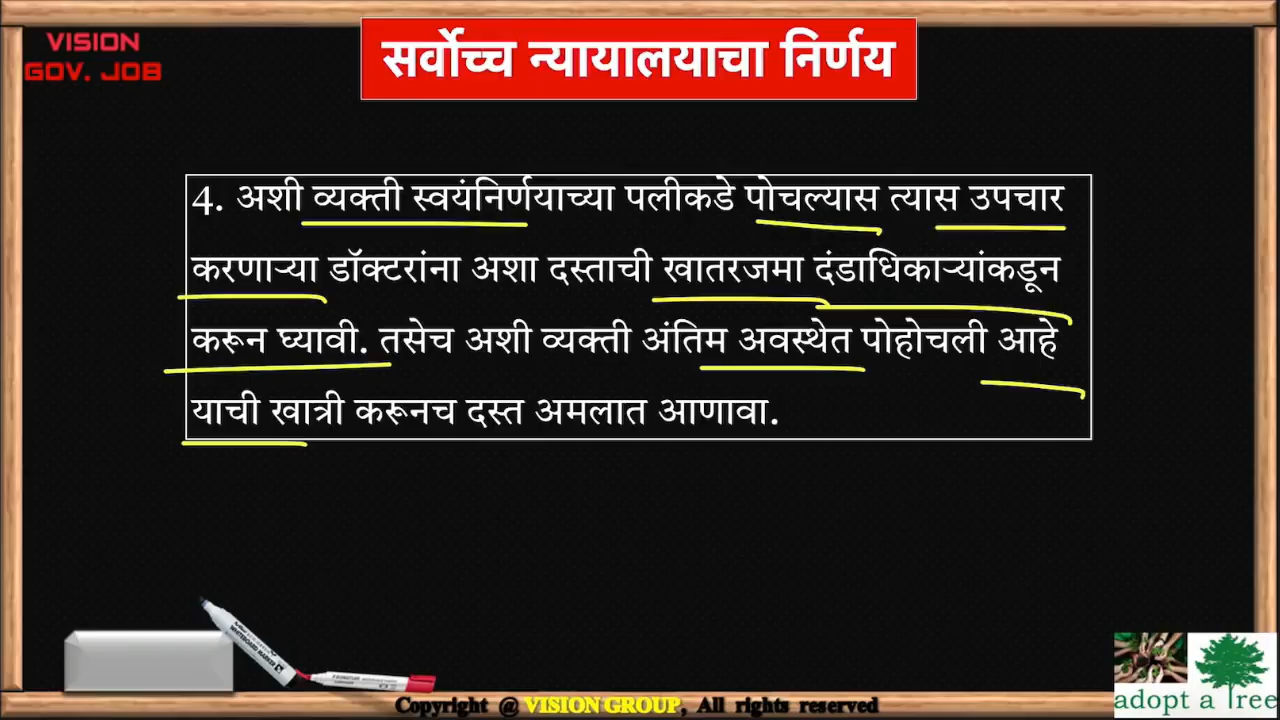 VISION
GOV. JOB
सर्वोच्च न्यायालयाचा निर्णय
4. अशी व्यक्ती स्वयंनिर्णयाच्या पलीकडे पोचल्यास त्यास उपचार
करणाऱ्या डॉक्टरांना अशा दस्ताची खातरजमा दंडाधिकाऱ्यांकडून
करून घ्यावी. तसेच अशी व्यक्ती अंतिम अवस्थेत पोहोचली आहे
याची खात्री करूनच दस्त अमलात आणावा.
adopt a Tree
Copyright @ VISION GROUP, All rights reserved